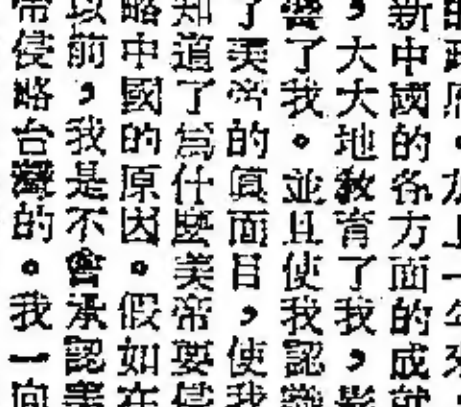 新中國的各方面的成就
，大大地教育了我，影
響了我。並且使我認識
了美帝的真面目，使我
知道了爲什麼美帝要侵
略中國的原因。假如在
以前，我是不會承認美
帝侵略台灣的。我一向